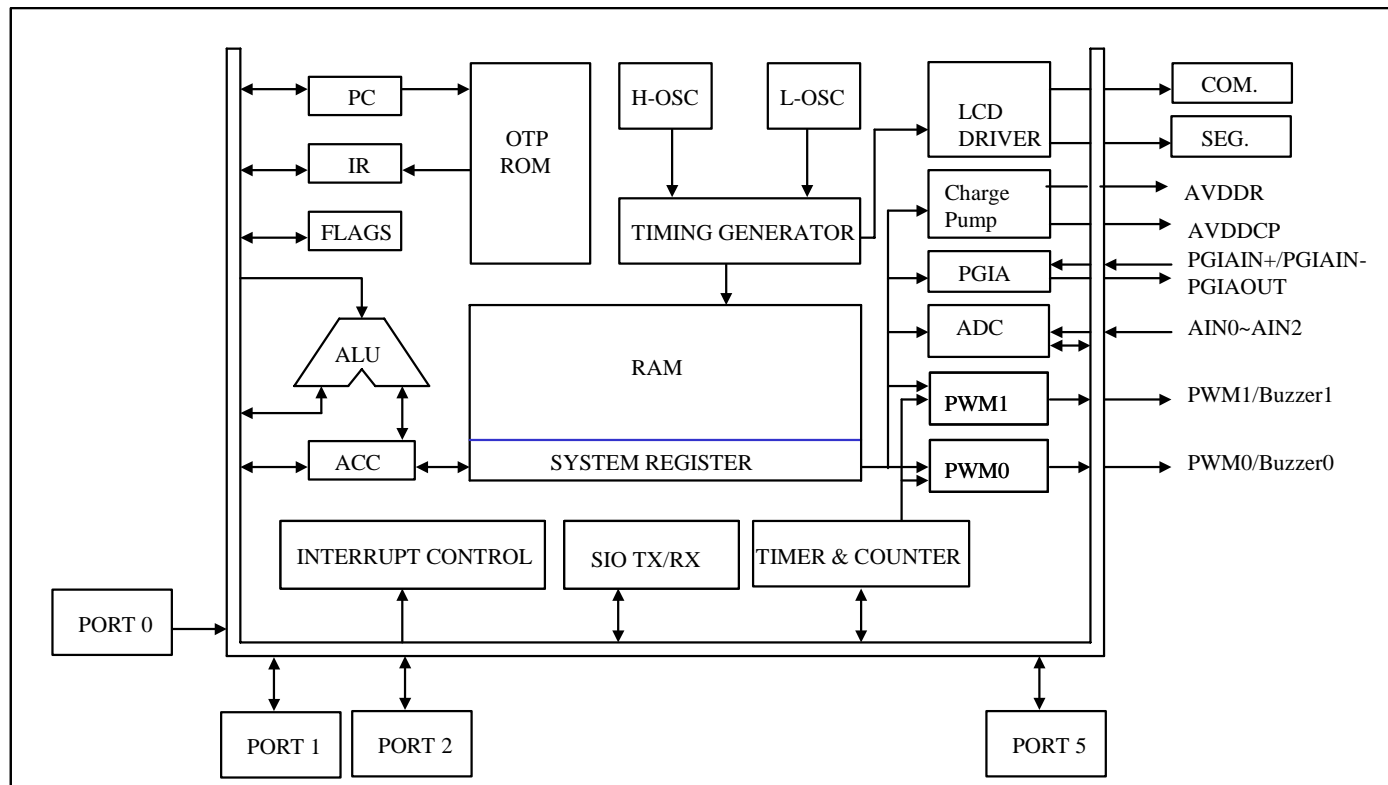 PC
OTP
ROM
H-OSC
L-OSC
LCD
DRIVER
COM.
SEG.
IR
FLAGS
TIMING GENERATOR
Charge
Pump
AVDDR
AVDDCP
PGIA
PGIAIN+/PGIAIN-
PGIAOUT
ALU
RAM
ADC
AIN0~AIN2
PWM1
PWM1/Buzzer1
ACC
SYSTEM REGISTER
PWM0
PWM0/Buzzer0
INTERRUPT CONTROL
SIO TX/RX
TIMER & COUNTER
PORT 0
PORT 1
PORT 2
PORT 5